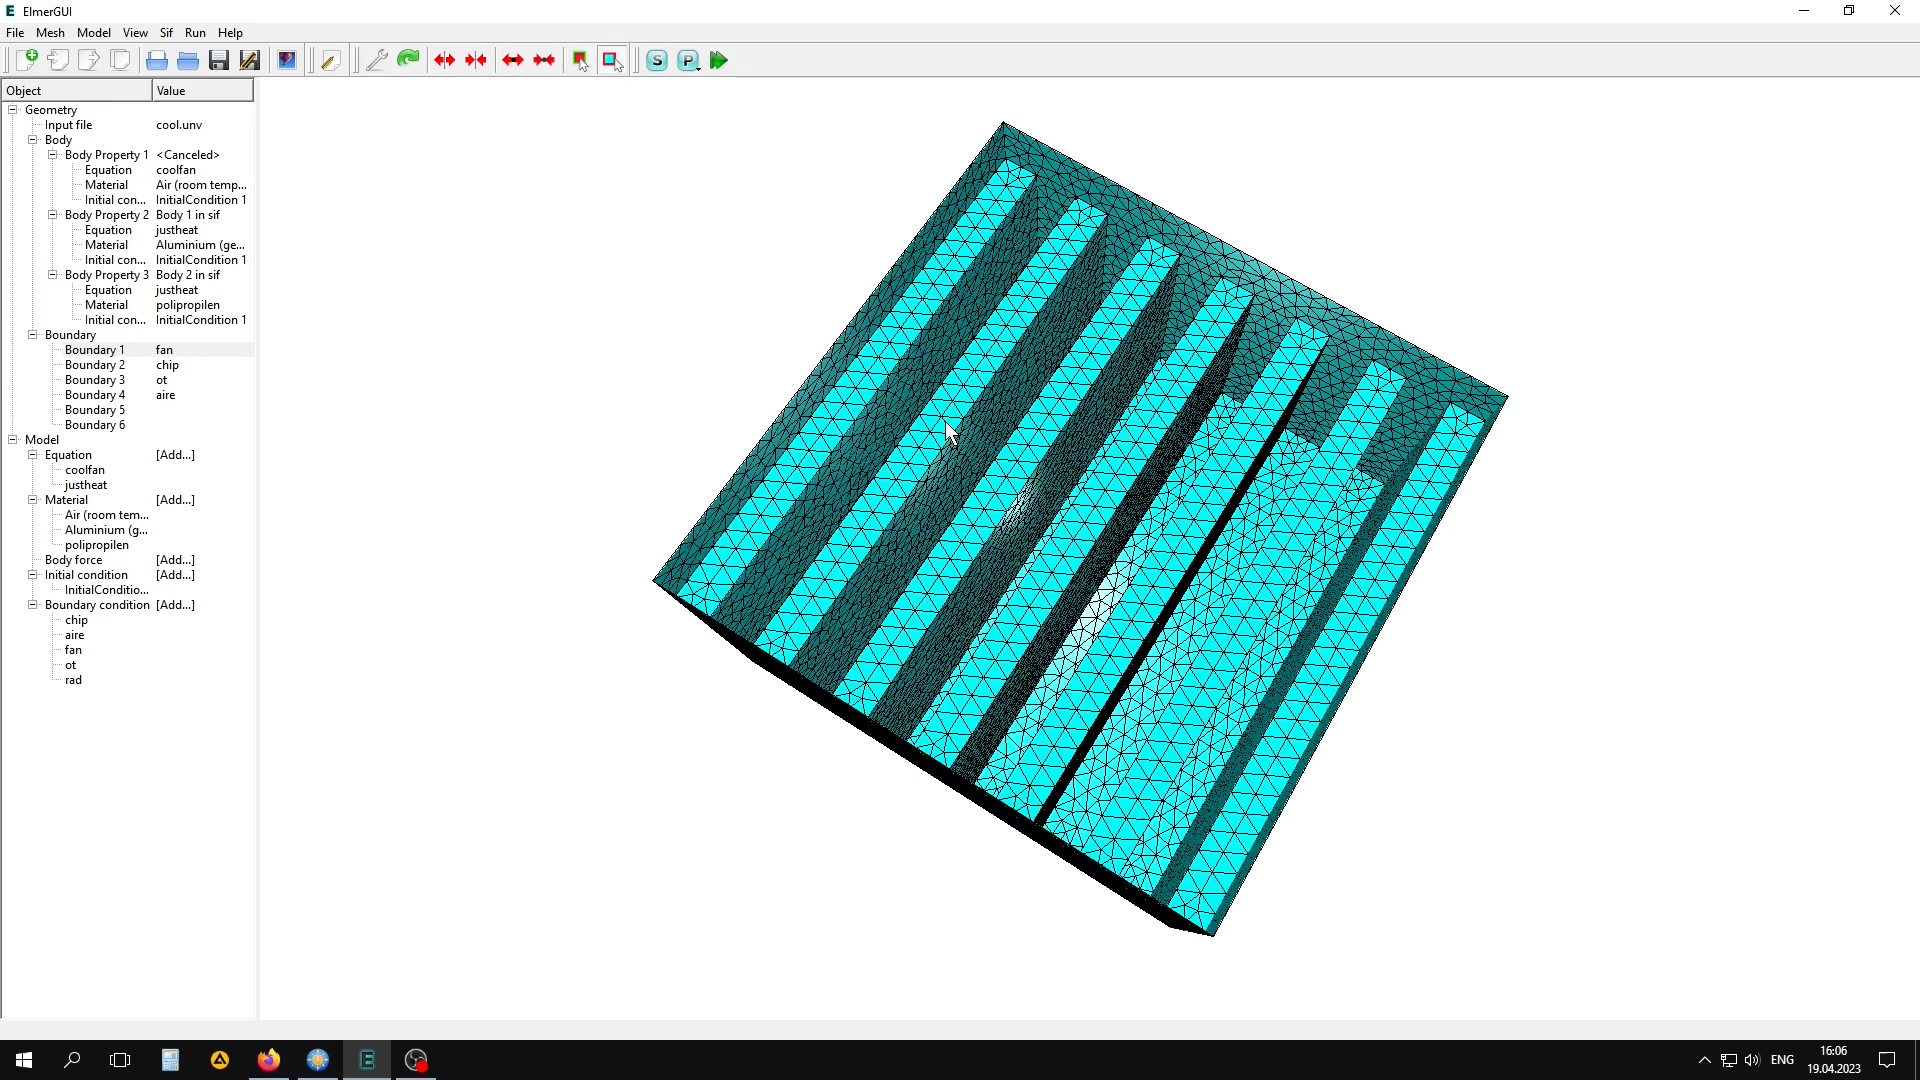 ElmerGUI
File Mesh Model View Sif Run Help
S P
Object Value
Geometry
Input file cool.unv
Body
Body Property 1 <Canceled>
Equation coolfan
Material Air (room temp...
Initial con... InitialCondition 1
Body Property 2 Body 1 in sif
Equation justheat
Material Aluminium (ge...
Initial con... InitialCondition 1
Body Property 3 Body 2 in sif
Equation justheat
Material polipropilen
Initial con... InitialCondition 1
Boundary
Boundary 1 fan
Boundary 2 chip
Boundary 3 ot
Boundary 4 aire
Boundary 5
Boundary 6
Model
Equation [Add...]
coolfan
justheat
Material [Add...]
Air (room tem...
Aluminium (g...
polipropilen
Body force [Add...]
Initial condition [Add...]
InitialConditio...
Boundary condition [Add...]
chip
aire
fan
ot
rad
ENG
16:06
19.04.2023